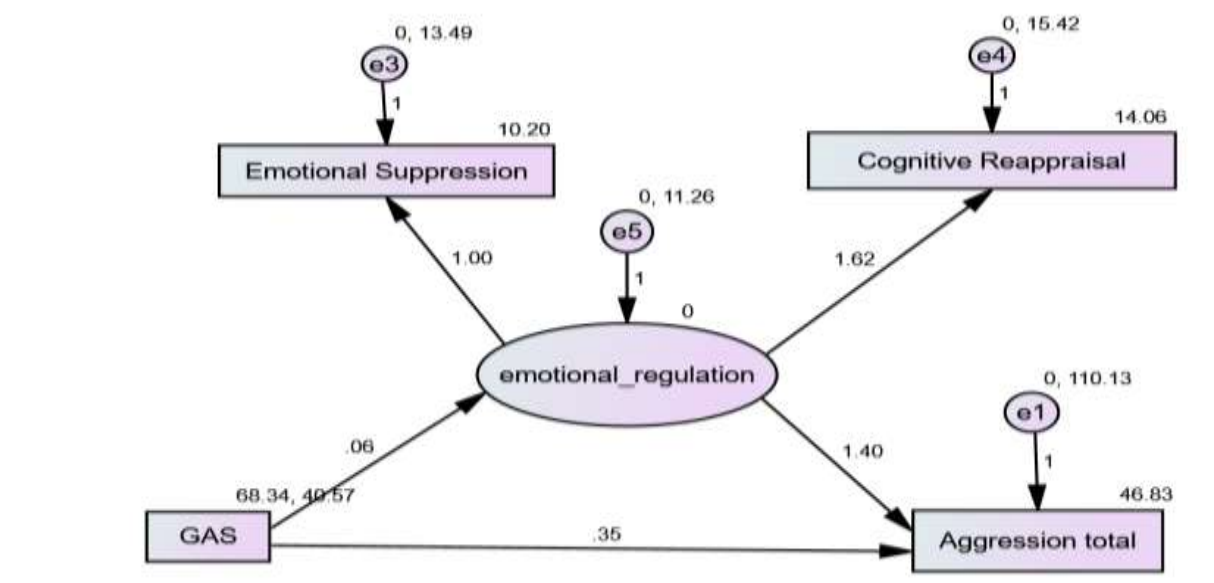 0, 13.49
0, 15.42
e3
e4
1
1
10.20
14.06
Emotional Suppression
Cognitive Reappraisal
0, 11.26
e5
1.00
1.62
1
0
emotional_regulation
0, 110.13
e1
.06
1.40
1
68.34, 40.57
46.83
GAS
.35
Aggression total